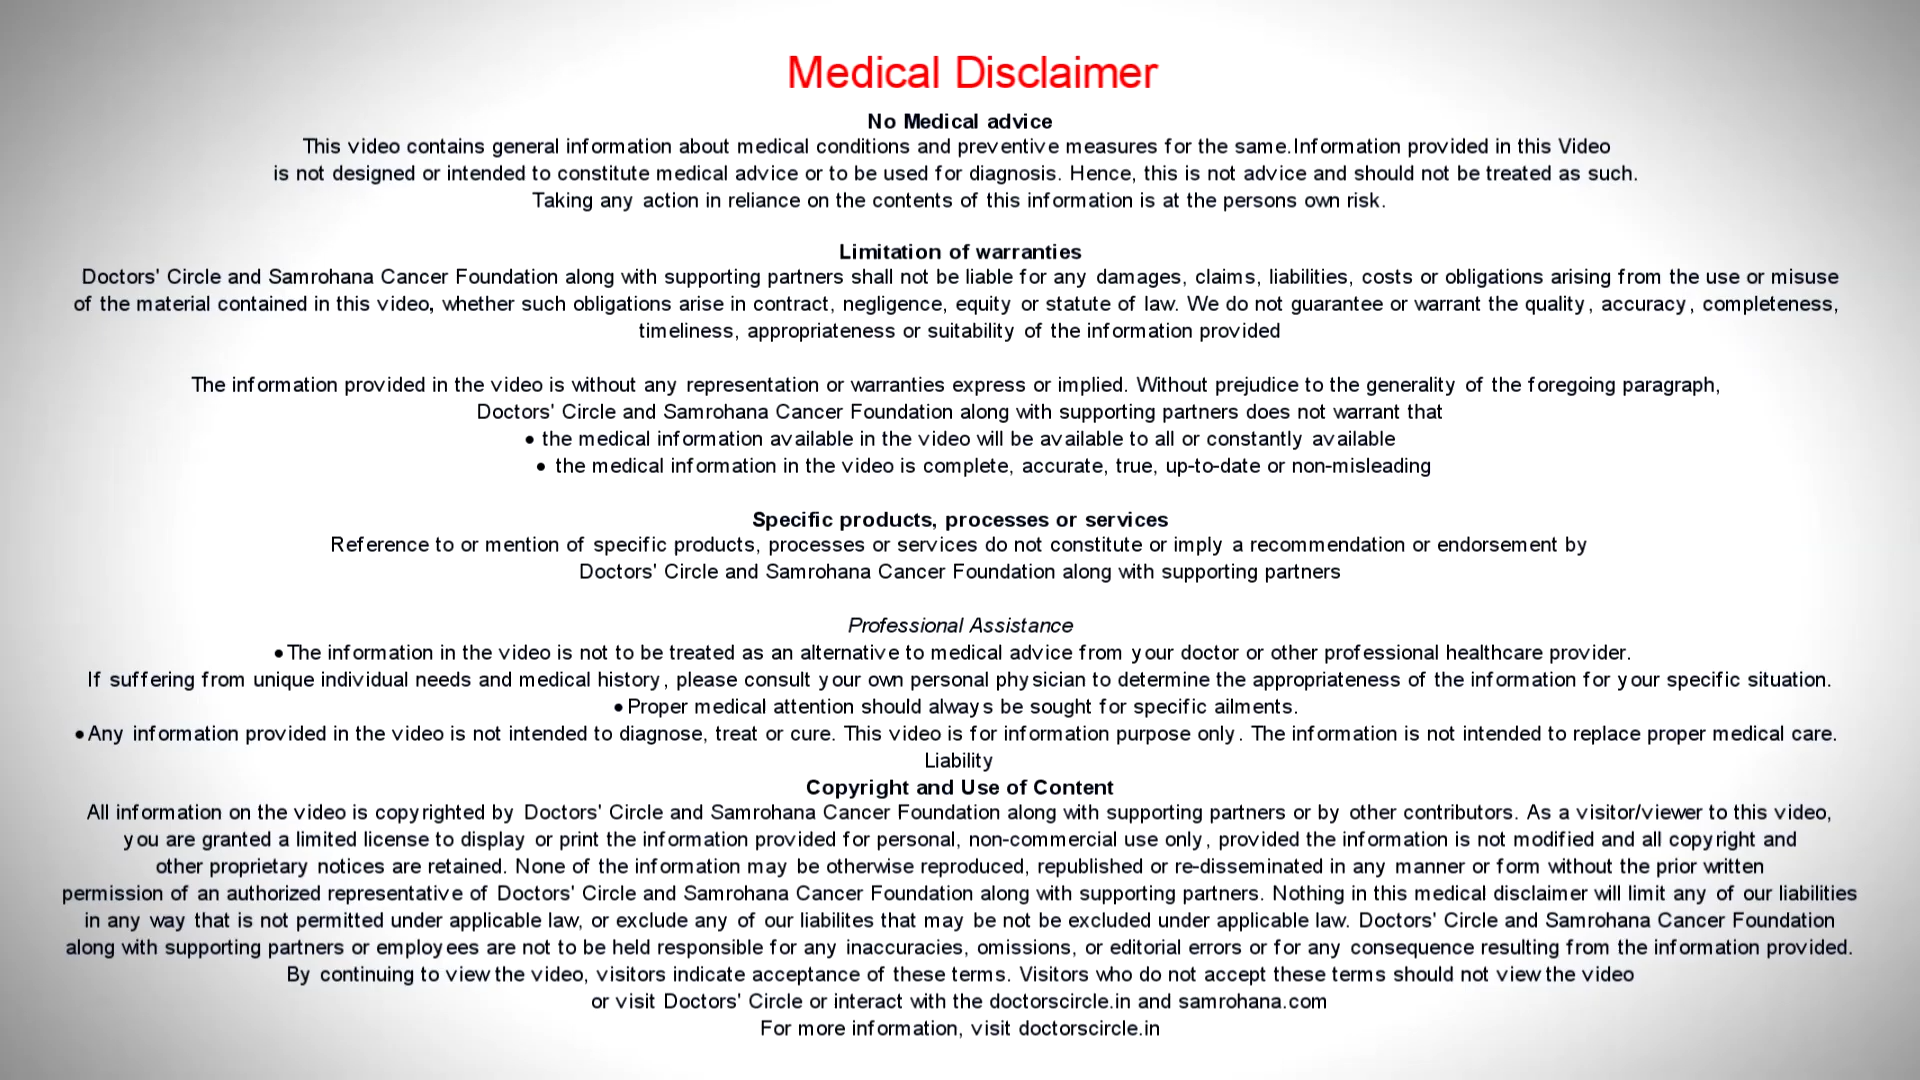 Medical Disclaimer
No Medical advice
This video contains general information about medical conditions and preventive measures for the same.Information provided in this Video
is not designed or intended to constitute medical advice or to be used for diagnosis. Hence, this is not advice and should not be treated as such.
Taking any action in reliance on the contents of this information is at the persons own risk.
Limitation of warranties
Doctors' Circle and Samrohana Cancer Foundation along with supporting partners shall not be liable for any damages, claims, liabilities, costs or obligations arising from the use or misuse
of the material contained in this video, whether such obligations arise in contract, negligence, equity or statute of law. We do not guarantee or warrant the quality, accuracy, completeness,
timeliness, appropriateness or suitability of the information provided
The information provided in the video is without any representation or warranties express or implied. Without prejudice to the generality of the foregoing paragraph,
Doctors' Circle and Samrohana Cancer Foundation along with supporting partners does not warrant that
• the medical information available in the video will be available to all or constantly available
• the medical information in the video is complete, accurate, true, up-to-date or non-misleading
Specific products, processes or services
Reference to or mention of specific products, processes or services do not constitute or imply a recommendation or endorsement by
Doctors' Circle and Samrohana Cancer Foundation along with supporting partners
Professional Assistance
•The information in the video is not to be treated as an alternative to medical advice from your doctor or other professional healthcare provider.
If suffering from unique individual needs and medical history, please consult your own personal physician to determine the appropriateness of the information for your specific situation.
•Proper medical attention should always be sought for specific ailments.
•Any information provided in the video is not intended to diagnose, treat or cure. This video is for information purpose only. The information is not intended to replace proper medical care.
Liability
Copyright and Use of Content
All information on the video is copyrighted by Doctors' Circle and Samrohana Cancer Foundation along with supporting partners or by other contributors. As a visitor/viewer to this video,
you are granted a limited license to display or print the information provided for personal, non-commercial use only, provided the information is not modified and all copyright and
other proprietary notices are retained. None of the information may be otherwise reproduced, republished or re-disseminated in any manner or form without the prior written
permission of an authorized representative of Doctors' Circle and Samrohana Cancer Foundation along with supporting partners. Nothing in this medical disclaimer will limit any of our liabilities
in any way that is not permitted under applicable law, or exclude any of our liabilites that may be not be excluded under applicable law. Doctors' Circle and Samrohana Cancer Foundation
along with supporting partners or employees are not to be held responsible for any inaccuracies, omissions, or editorial errors or for any consequence resulting from the information provided.
By continuing to view the video, visitors indicate acceptance of these terms. Visitors who do not accept these terms should not view the video
or visit Doctors' Circle or interact with the doctorscircle.in and samrohana.com
For more information, visit doctorscircle.in